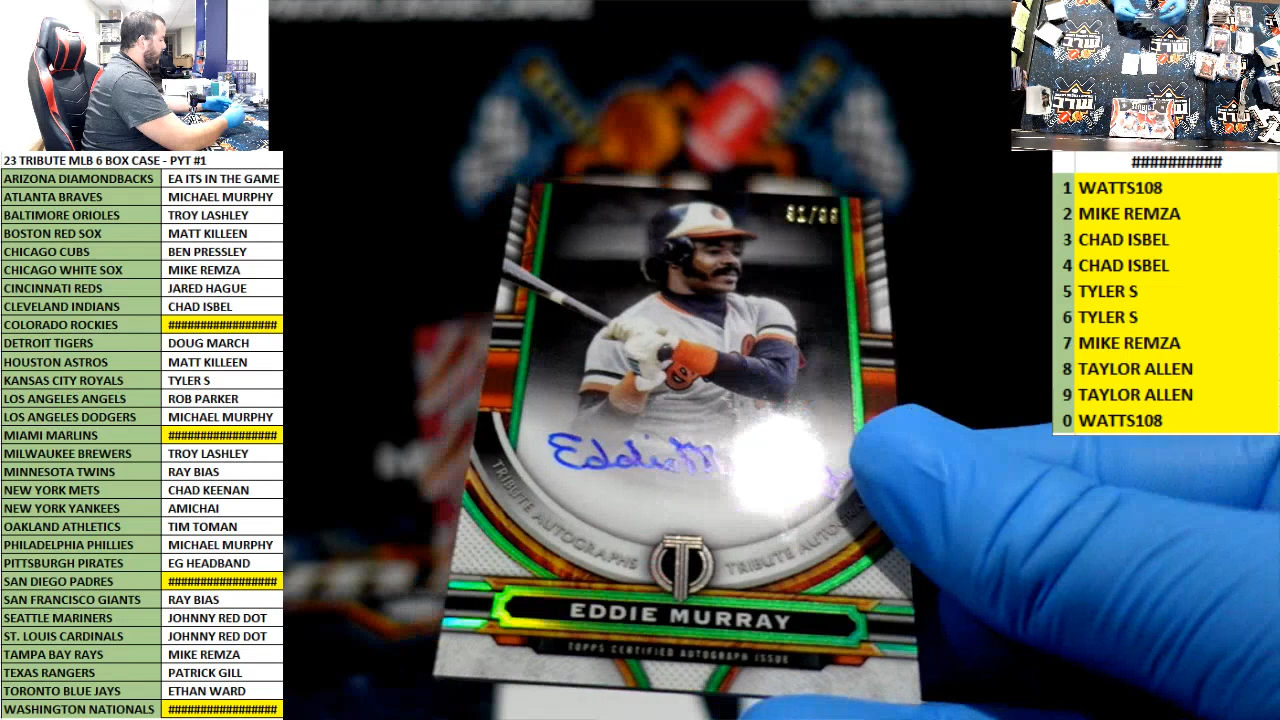 23 TRIBUTE MLB 6 BOX CASE - PYT #1
ARIZONA DIAMONDBACKS EA ITS IN THE GAME
ATLANTA BRAVES MICHAEL MURPHY
BALTIMORE ORIOLES TROY LASHLEY
BOSTON RED SOX MATT KILLEEN
CHICAGO CUBS BEN PRESSLEY
CHICAGO WHITE SOX MIKE REMZA
CINCINNATI REDS JARED HAGUE
CLEVELAND INDIANS CHAD ISBEL
COLORADO ROCKIES #################
DETROIT TIGERS DOUG MARCH
HOUSTON ASTROS MATT KILLEEN
KANSAS CITY ROYALS TYLER S
LOS ANGELES ANGELS ROB PARKER
LOS ANGELES DODGERS MICHAEL MURPHY
MIAMI MARLINS #################
MILWAUKEE BREWERS TROY LASHLEY
MINNESOTA TWINS RAY BIAS
NEW YORK METS CHAD KEENAN
NEW YORK YANKEES AMICHAI
OAKLAND ATHLETICS TIM TOMAN
PHILADELPHIA PHILLIES MICHAEL MURPHY
PITTSBURGH PIRATES EG HEADBAND
SAN DIEGO PADRES #################
SAN FRANCISCO GIANTS RAY BIAS
SEATTLE MARINERS JOHNNY RED DOT
ST. LOUIS CARDINALS JOHNNY RED DOT
TAMPA BAY RAYS MIKE REMZA
TEXAS RANGERS PATRICK GILL
TORONTO BLUE JAYS ETHAN WARD
WASHINGTON NATIONALS #################
Eddie
TRIBUTE AUTOGRAPHS
TRIBUTE
EDDIE MURRAY
TOPPS CERTIFIED AUTOGRAPH ISSUE
##########
1 WATTS108
2 MIKE REMZA
3 CHAD ISBEL
4 CHAD ISBEL
5 TYLER S
6 TYLER S
7 MIKE REMZA
8 TAYLOR ALLEN
9 TAYLOR ALLEN
0 WATTS108